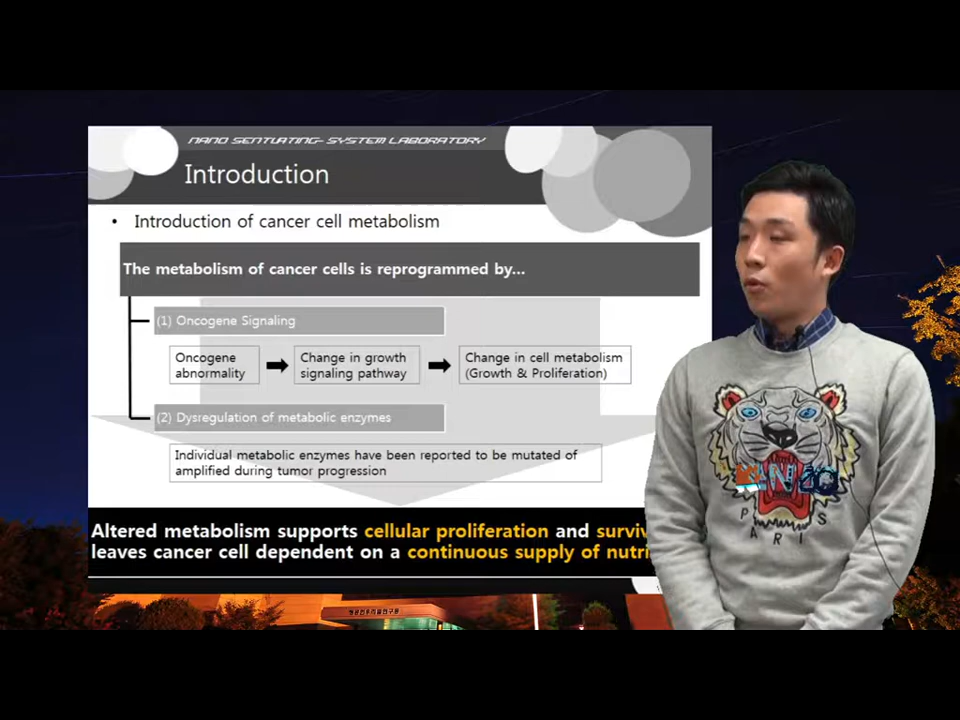 NANO SENTUATING- SYSTEM LABORATORY
Introduction
• Introduction of cancer cell metabolism
The metabolism of cancer cells is reprogrammed by...
(1) Oncogene Signaling
Oncogene
abnormality
Change in growth
signaling pathway
Change in cell metabolism
(Growth & Proliferation)
(2) Dysregulation of metabolic enzymes
Individual metabolic enzymes have been reported to be mutated of
amplified during tumor progression
Altered metabolism supports cellular proliferation and surviv
leaves cancer cell dependent on a continuous supply of nutri
KENZO
PARIS